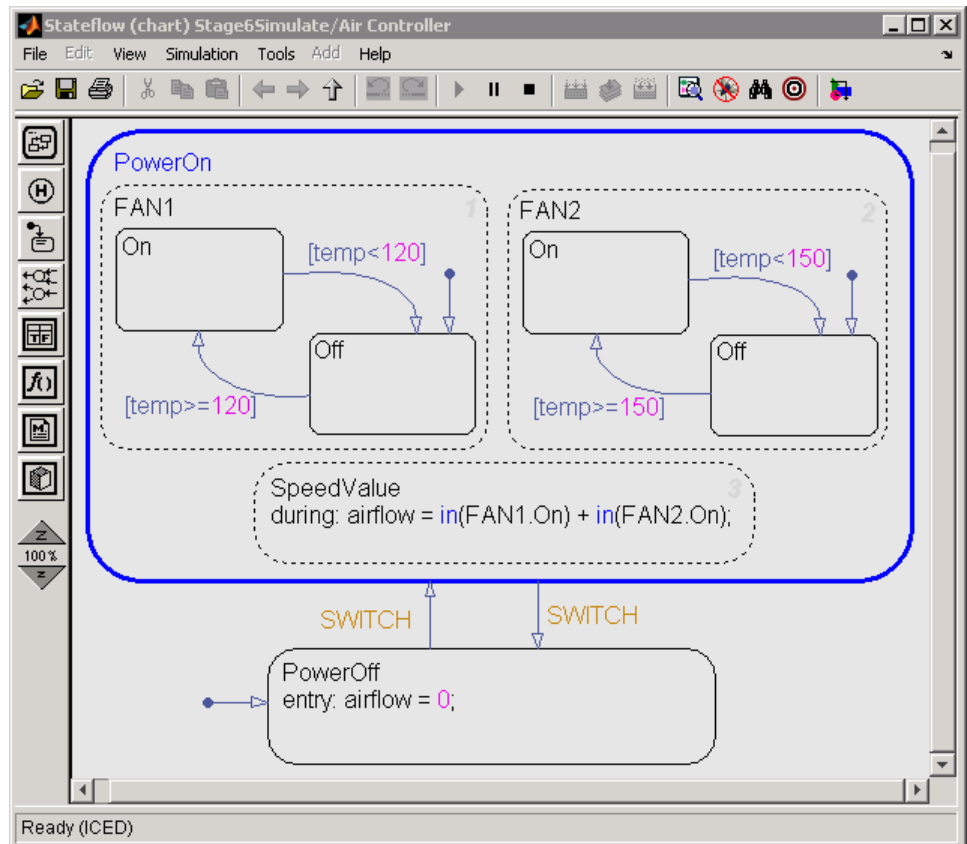 Stateflow (chart) Stage6Simulate/Air Controller
File Edit View Simulation Tools Add Help
PowerOn
FAN1
1
On
[temp<120]
Off
[temp>=120]
FAN2
2
On
[temp<150]
Off
[temp>=150]
SpeedValue
3
during: airflow = in(FAN1.On) + in(FAN2.On);
SWITCH
SWITCH
PowerOff
entry: airflow = 0;
H
TF
f()
M
Z
100 %
z
Ready (ICED)